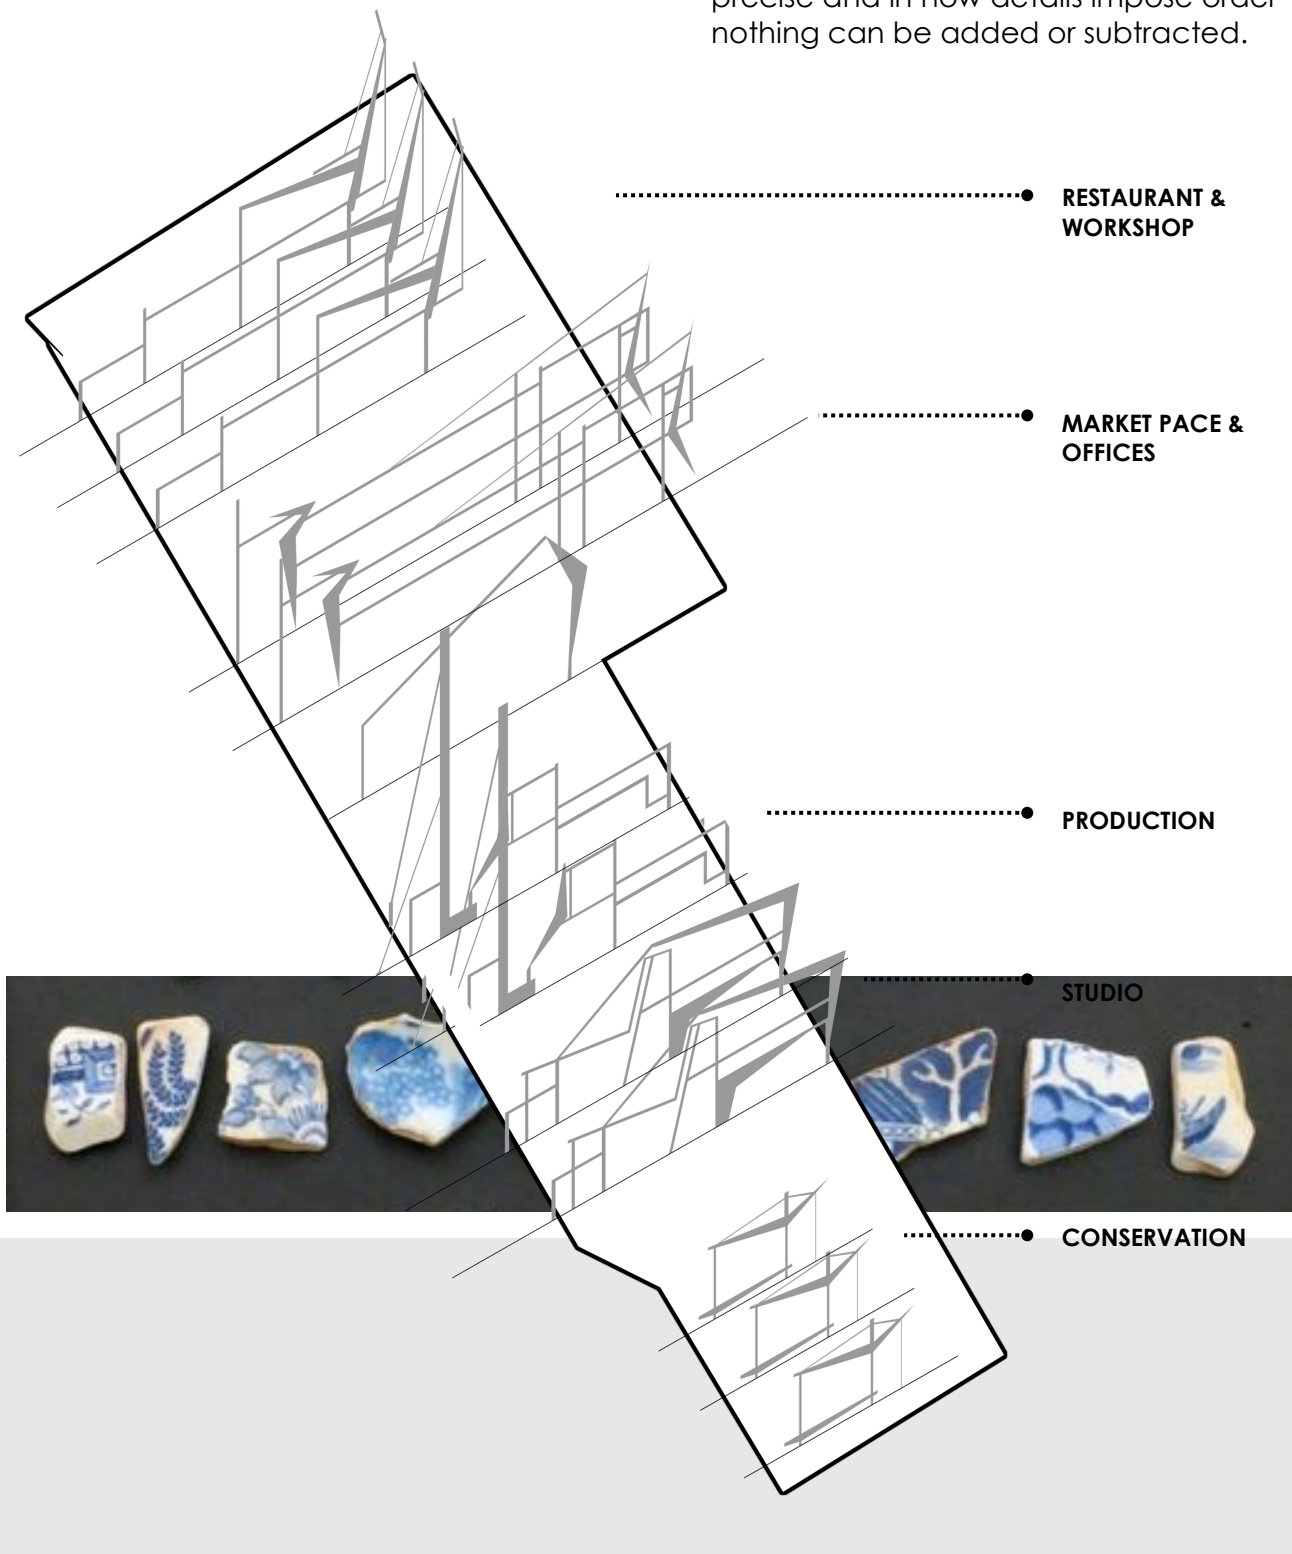 precise and in how details impose order
nothing can be added or subtracted.
RESTAURANT &
WORKSHOP
MARKET PACE &
OFFICES
PRODUCTION
STUDIO
CONSERVATION